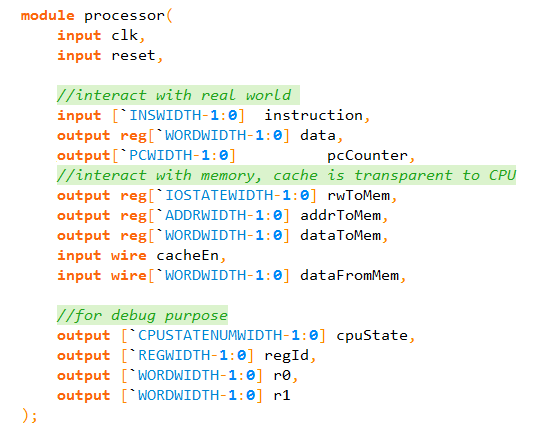 module processor(
    input clk,
    input reset,

    //interact with real world
    input [`INSWIDTH-1:0]  instruction,
    output reg[`WORDWIDTH-1:0] data,
    output[`PCWIDTH-1:0]          pcCounter,
    //interact with memory, cache is transparent to CPU
    output reg[`IOSTATEWIDTH-1:0] rwToMem,
    output reg[`ADDRWIDTH-1:0] addrToMem,
    output reg[`WORDWIDTH-1:0] dataToMem,
    input wire cacheEn,
    input wire[`WORDWIDTH-1:0] dataFromMem,

    //for debug purpose
    output [`CPUSTATENUMWIDTH-1:0] cpuState,
    output [`REGWIDTH-1:0] regId,
    output [`WORDWIDTH-1:0] r0,
    output [`WORDWIDTH-1:0] r1
);